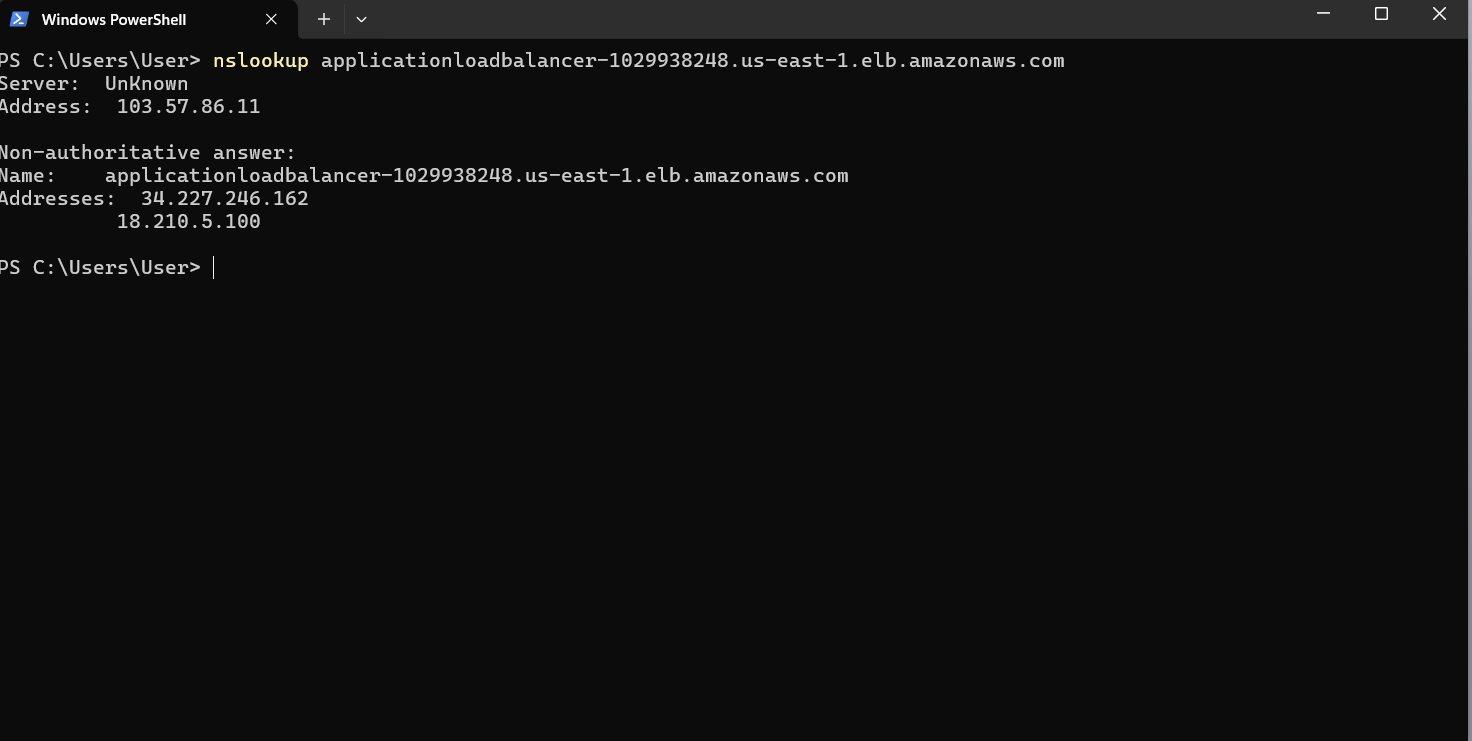 Windows PowerShell
PS C:\Users\User> nslookup applicationloadbalancer-1029938248.us-east-1.elb.amazonaws.com
Server:  UnKnown
Address:  103.57.86.11

Non-authoritative answer:
Name:    applicationloadbalancer-1029938248.us-east-1.elb.amazonaws.com
Addresses:  34.227.246.162
          18.210.5.100

PS C:\Users\User>